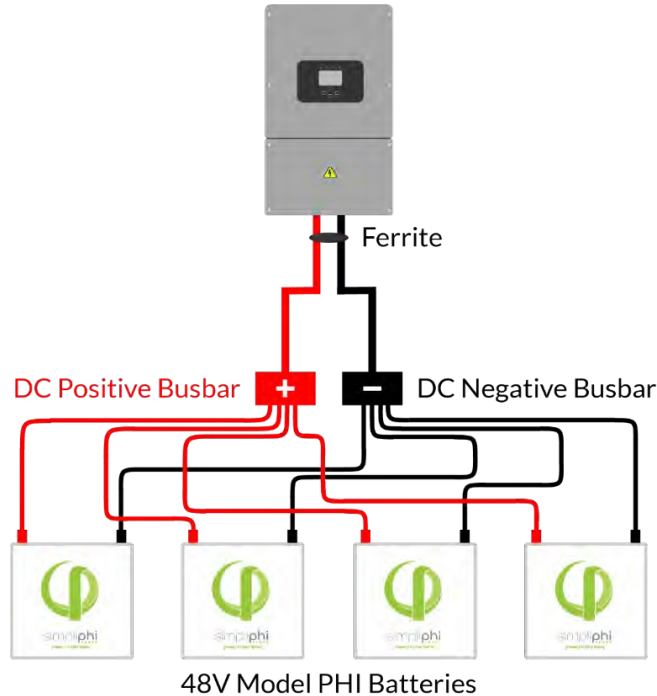 Ferrite
DC Positive Busbar
+
−
DC Negative Busbar
simpliphi
simpliphi
simpliphi
simpliphi
48V Model PHI Batteries